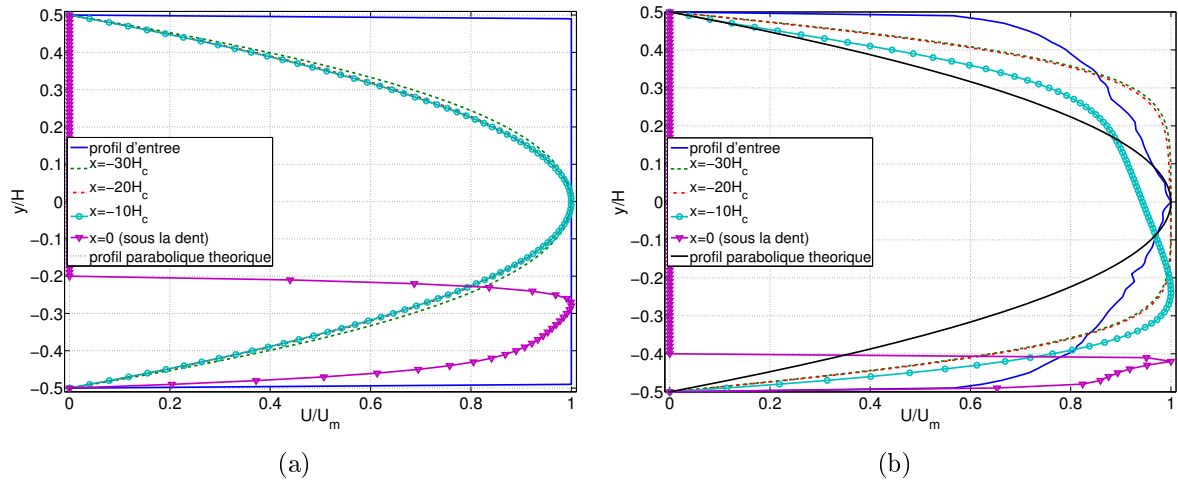 0.5
0.4
0.3
0.2
0.5
0
−0.1
−0.2
−0.3
−0.4
−0.5
y/H
0
0.2
0.4
0.6
0.8
1
U/U_m
profil d'entree
x=−30H_c
x=−20H_c
x=−10H_c
x=0 (sous la dent)
profil parabolique theorique
(a)
0.5
0.4
0.3
0.2
0.5
0
−0.1
−0.2
−0.3
−0.4
−0.5
y/H
0
0.2
0.4
0.6
0.8
1
U/U_m
profil d'entree
x=−30H_c
x=−20H_c
x=−10H_c
x=0 (sous la dent)
profil parabolique theorique
(b)